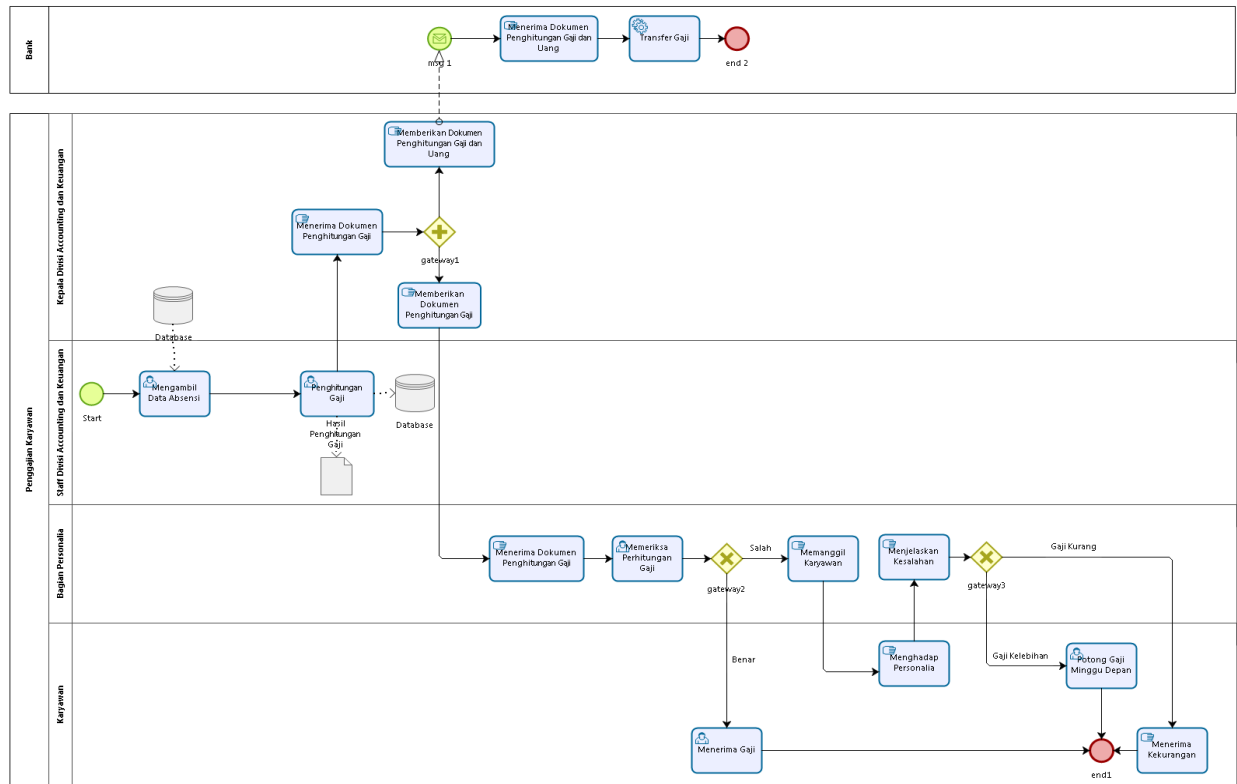 Bank
msg 1
Menerima Dokumen
Penghitungan Gaji dan
Uang
Transfer Gaji
end 2
Penggajian Karyawan
Kepala Divisi Accounting dan Keuangan
Memberikan Dokumen
Penghitungan Gaji dan
Uang
Menerima Dokumen
Penghitungan Gaji
gateway1
Memberikan
Dokumen
Penghitungan Gaji
Database
Staff Divisi Accounting dan Keuangan
Start
Mengambil
Data Absensi
Penghitungan
Gaji
Database
Hasil
Penghitungan
Gaji
Bagian Personalia
Menerima Dokumen
Penghitungan Gaji
Memeriksa
Perhitungan
Gaji
gateway2
Salah
Memanggil
Karyawan
Menjelaskan
Kesalahan
gateway3
Gaji Kurang
Karyawan
Benar
Menghadap
Personalia
Gaji Kelebihan
Potong Gaji
Minggu Depan
Menerima Gaji
end1
Menerima
Kekurangan